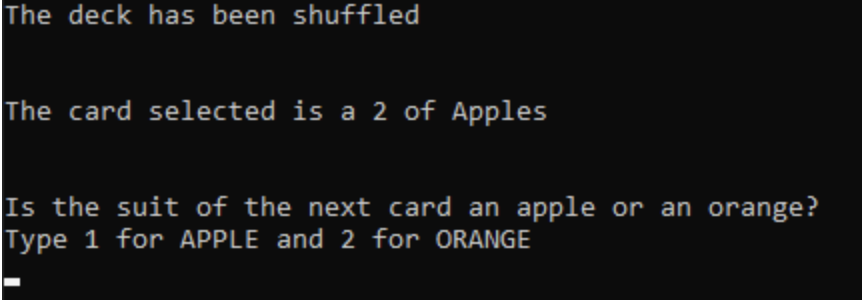 The deck has been shuffled
The card selected is a 2 of Apples
Is the suit of the next card an apple or an orange?
Type 1 for APPLE and 2 for ORANGE